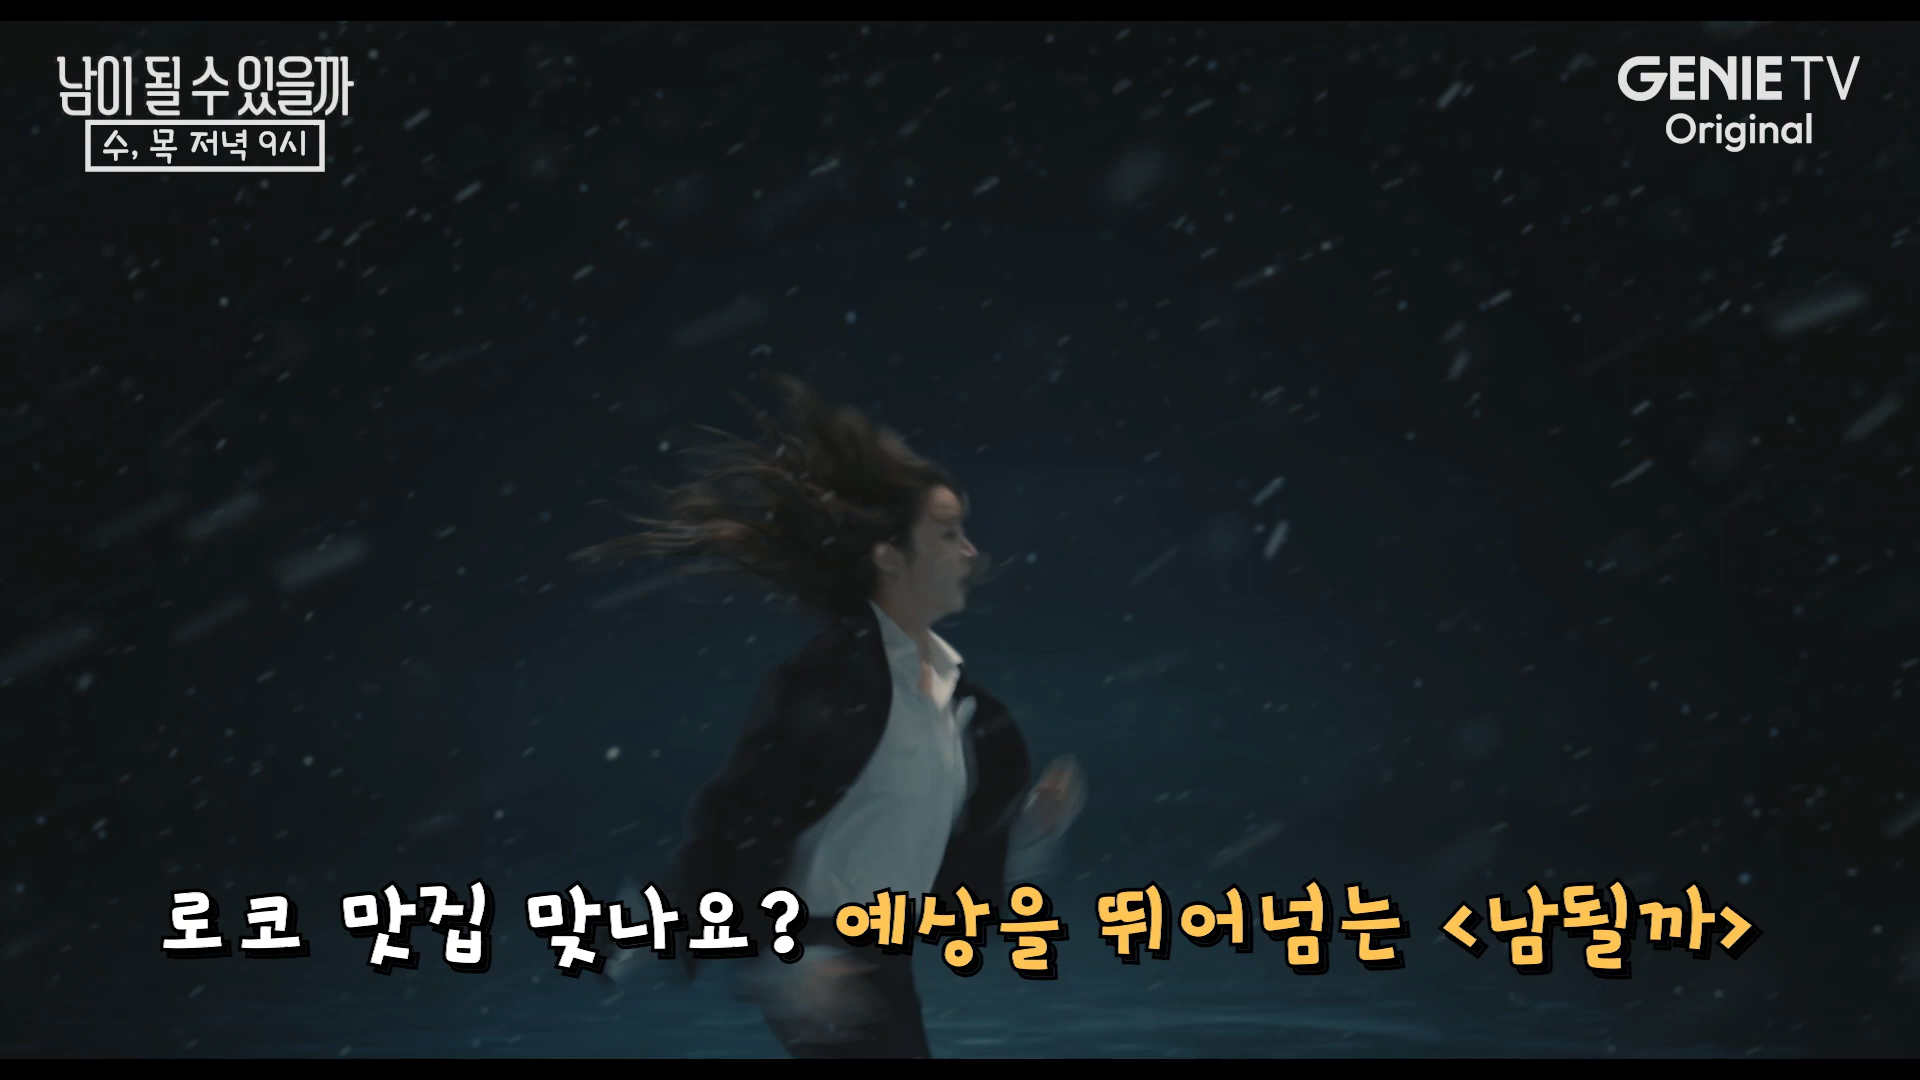 남이 될 수 있을까
수, 목 저녁 9시
GENIE TV
Original
로코 맛집 맞나요? 예상을 뛰어넘는 <남될까>